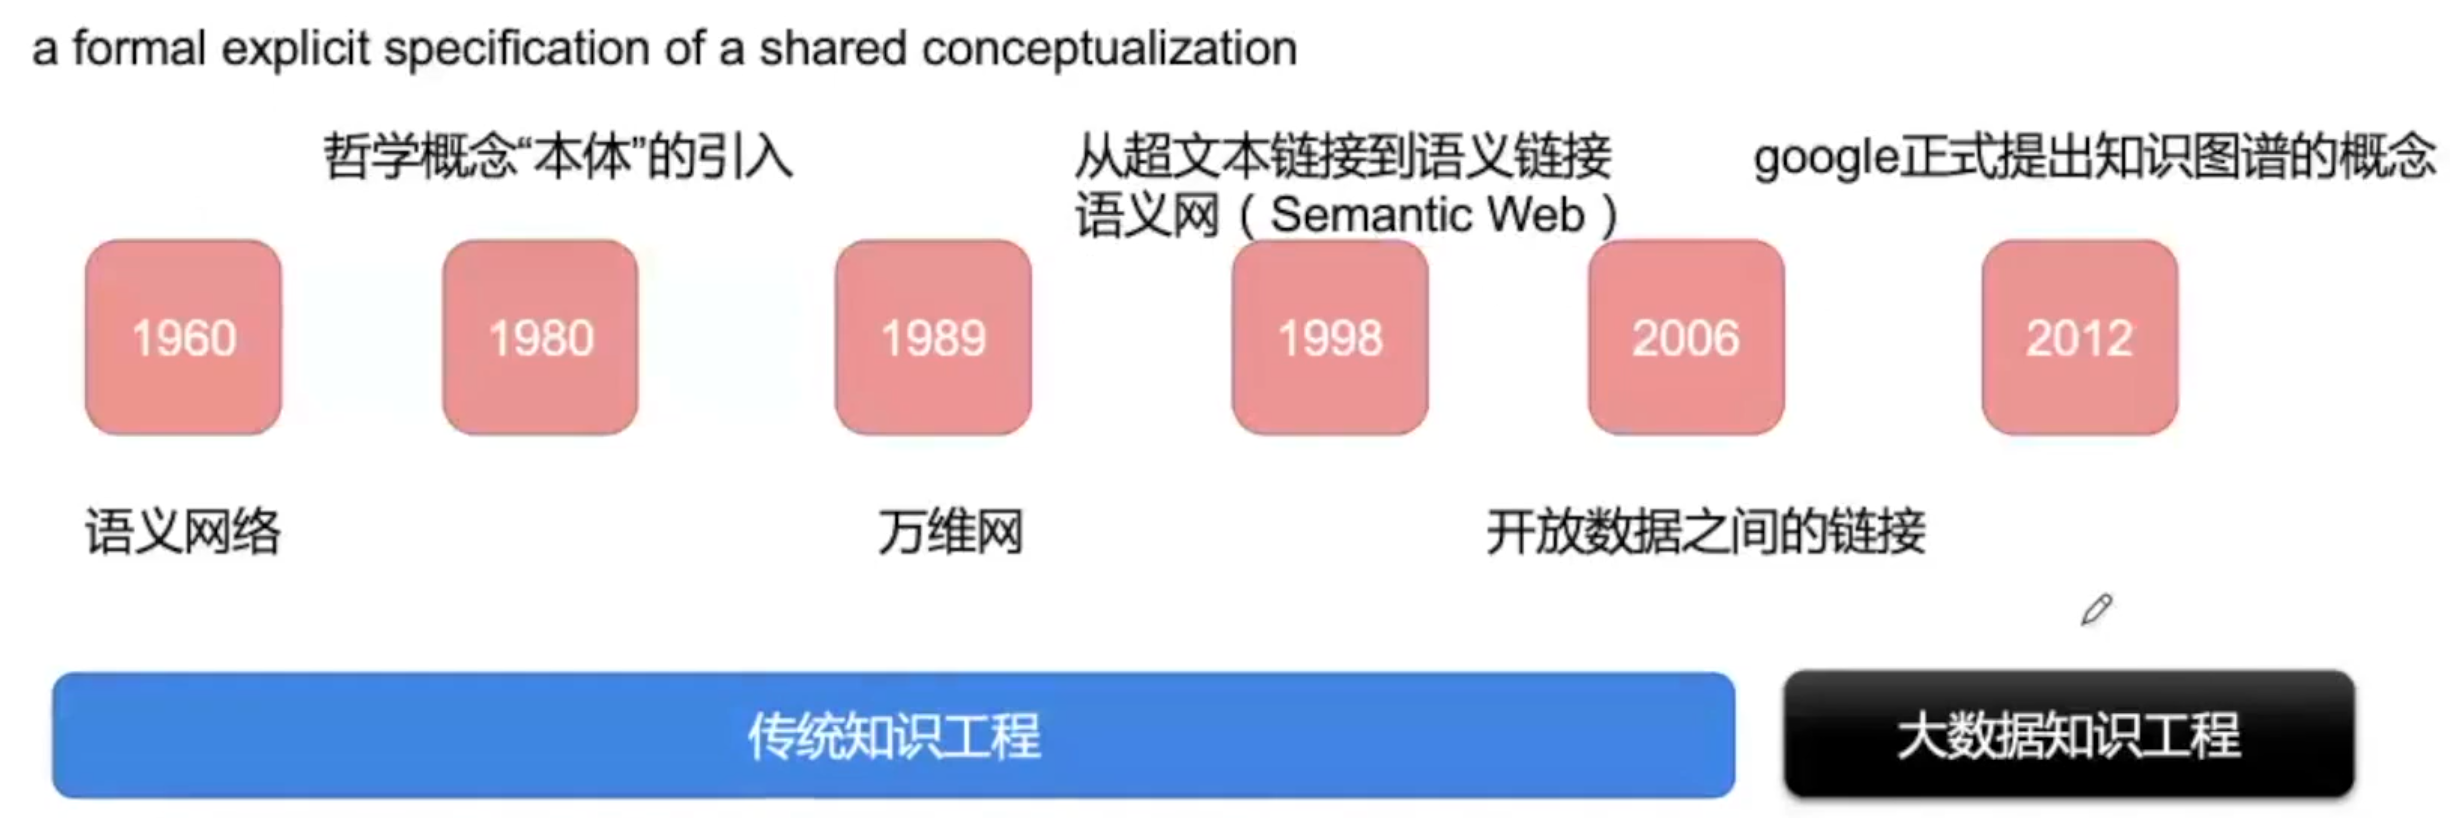 a formal explicit specification of a shared conceptualization
哲学概念“本体”的引入
从超文本链接到语义链接
语义网（Semantic Web）
google正式提出知识图谱的概念
1960
1980
1989
1998
2006
2012
语义网络
万维网
开放数据之间的链接
传统知识工程
大数据知识工程